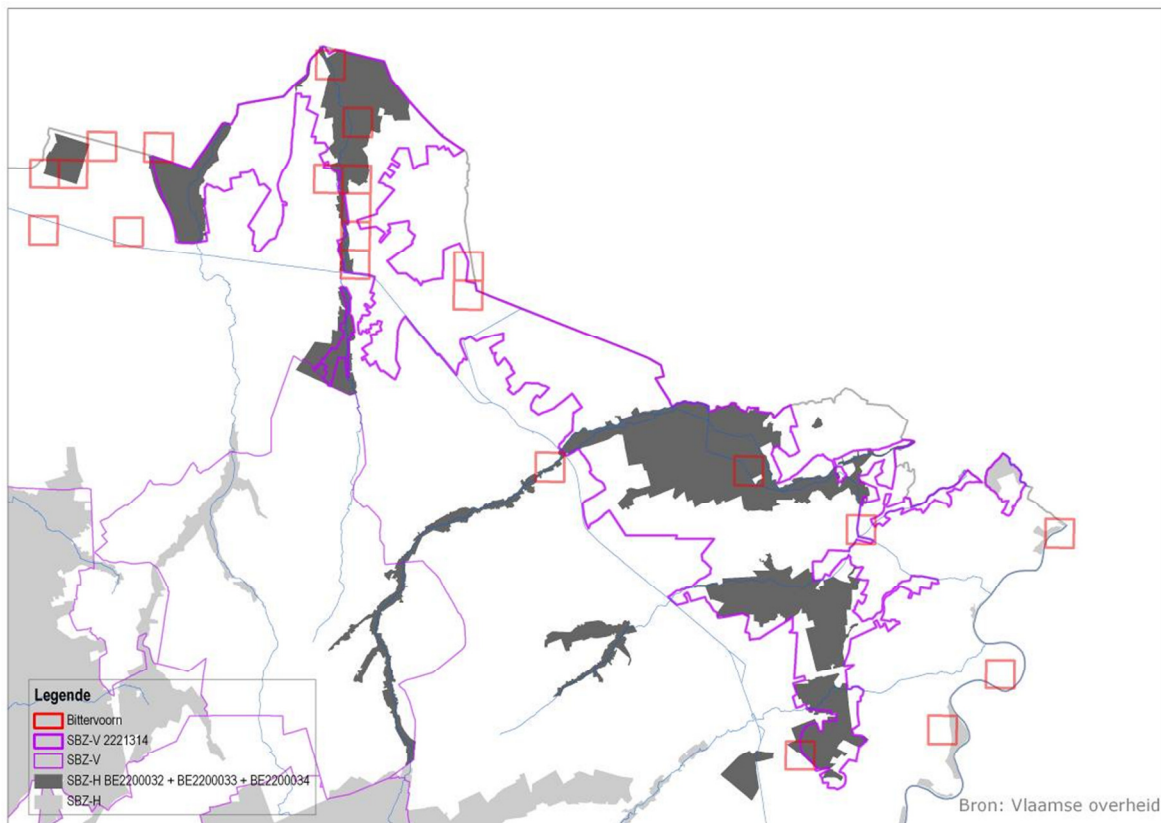 Legende
Bittervoorn
SBZ-V 2221314
SBZ-V
SBZ-H BE2200032 + BE2200033 + BE2200034
SBZ-H
Bron: Vlaamse overheid